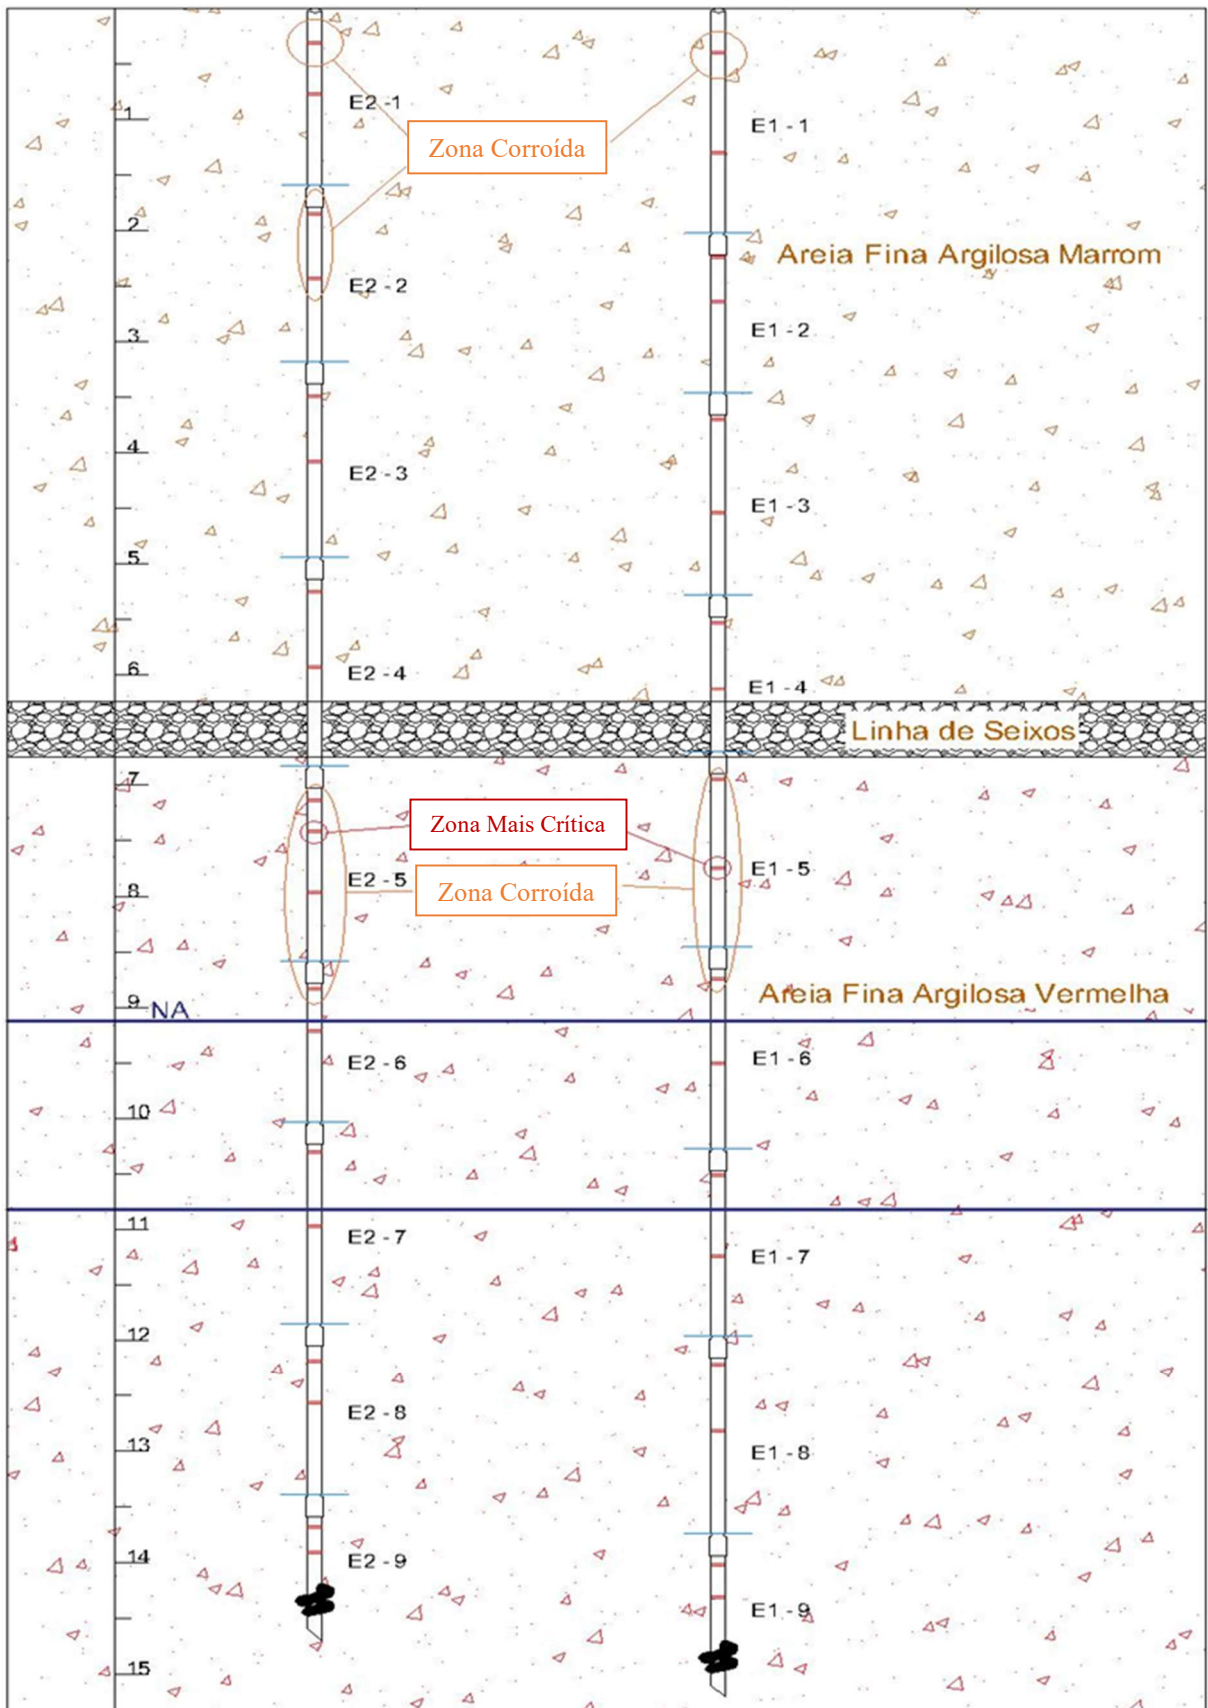 E2 -1
1
E1 - 1
Zona Corroída
2
Areia Fina Argilosa Marrom
E2 - 2
3
E1 - 2
4
E2 - 3
E1 - 3
5
6
E2 - 4
E1 - 4
Linha de Seixos
7
Zona Mais Crítica
E1 - 5
E2 - 5
8
Zona Corroída
Areia Fina Argilosa Vermelha
9
NA
E1 - 6
E2 - 6
10
11
E2 - 7
E1 - 7
12
E2 - 8
13
E1 - 8
14
E2 - 9
E1 - 9
15